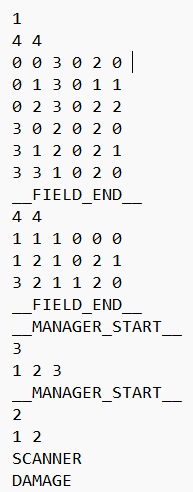 1
4 4
0 0 3 0 2 0
0 1 3 0 1 1
0 2 3 0 2 2
3 0 2 0 2 0
3 1 2 0 2 1
3 3 1 0 2 0
__FIELD_END__
4 4
1 1 1 0 0 0
1 2 1 0 2 1
3 2 1 1 2 0
__FIELD_END__
__MANAGER_START__
3
1 2 3
__MANAGER_START__
2
1 2
SCANNER
DAMAGE